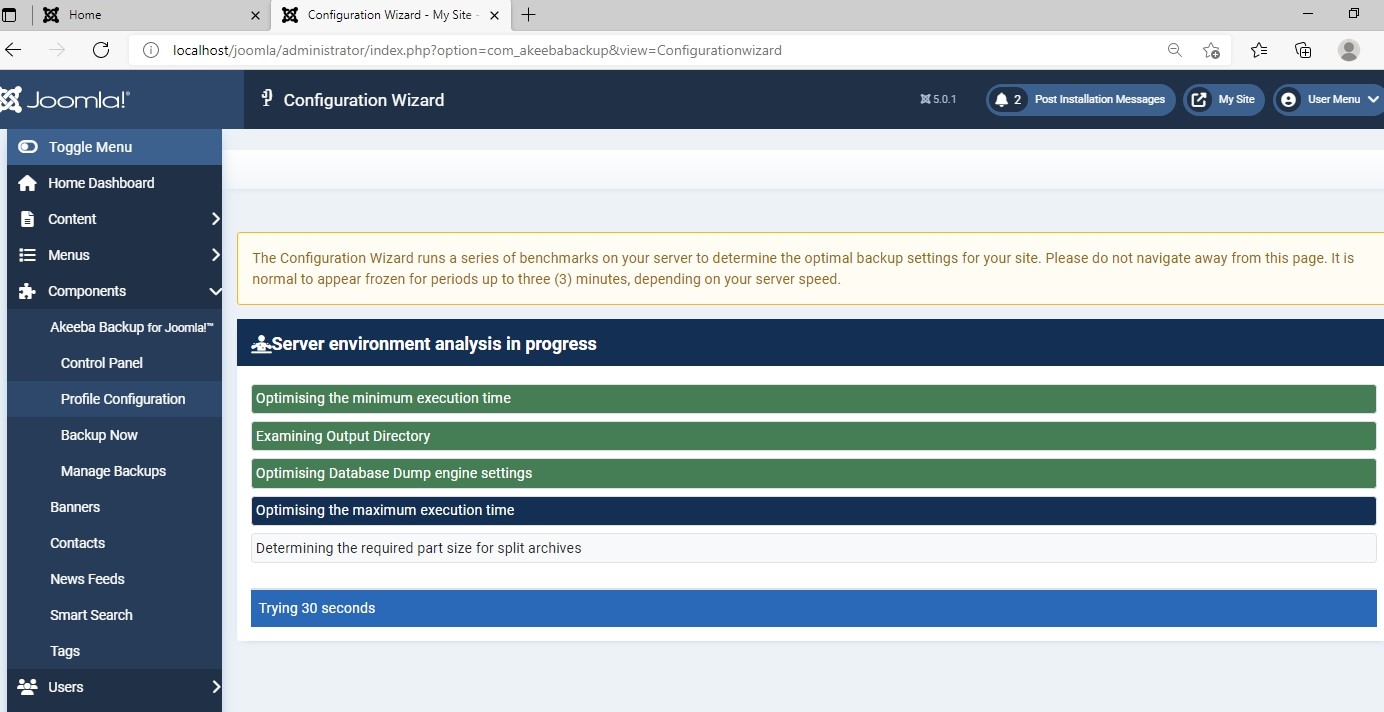 Home
Configuration Wizard - My Site -
localhost/joomla/administrator/index.php?option=com_akeebabackup&view=Configurationwizard
Joomla!®
Configuration Wizard
5.0.1
2 Post Installation Messages
My Site
User Menu
Toggle Menu
Home Dashboard
Content
Menus
Components
Akeeba Backup for Joomla!™
Control Panel
Profile Configuration
Backup Now
Manage Backups
Banners
Contacts
News Feeds
Smart Search
Tags
Users
The Configuration Wizard runs a series of benchmarks on your server to determine the optimal backup settings for your site. Please do not navigate away from this page. It is
normal to appear frozen for periods up to three (3) minutes, depending on your server speed.
Server environment analysis in progress
Optimising the minimum execution time
Examining Output Directory
Optimising Database Dump engine settings
Optimising the maximum execution time
Determining the required part size for split archives
Trying 30 seconds